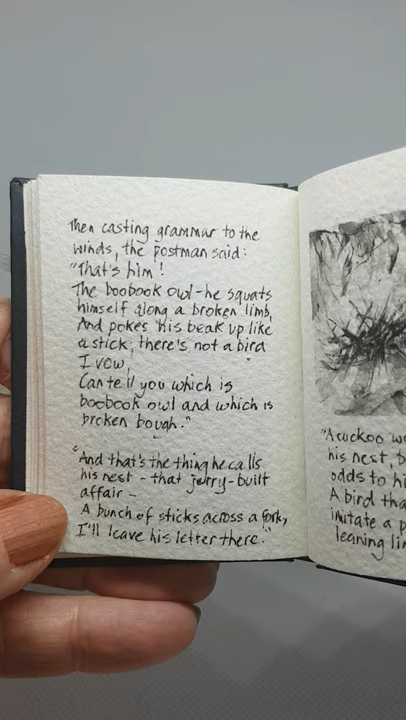 Then casting grammar to the
winds, the postman said:
"That's him!
The boobook owl - he squats
himself along a broken limb,
And pokes his beak up like
a stick; there's not a bird
I vow,
Can tell you which is
boobook owl and which is
broken bough."
"And that's the thing he calls
his nest - that jerry-built
affair -
A bunch of sticks across a fork,
I'll leave his letter there."
"A cuckoo
his nest,
odds to hi
A bird tha
imitate a p
leaning li